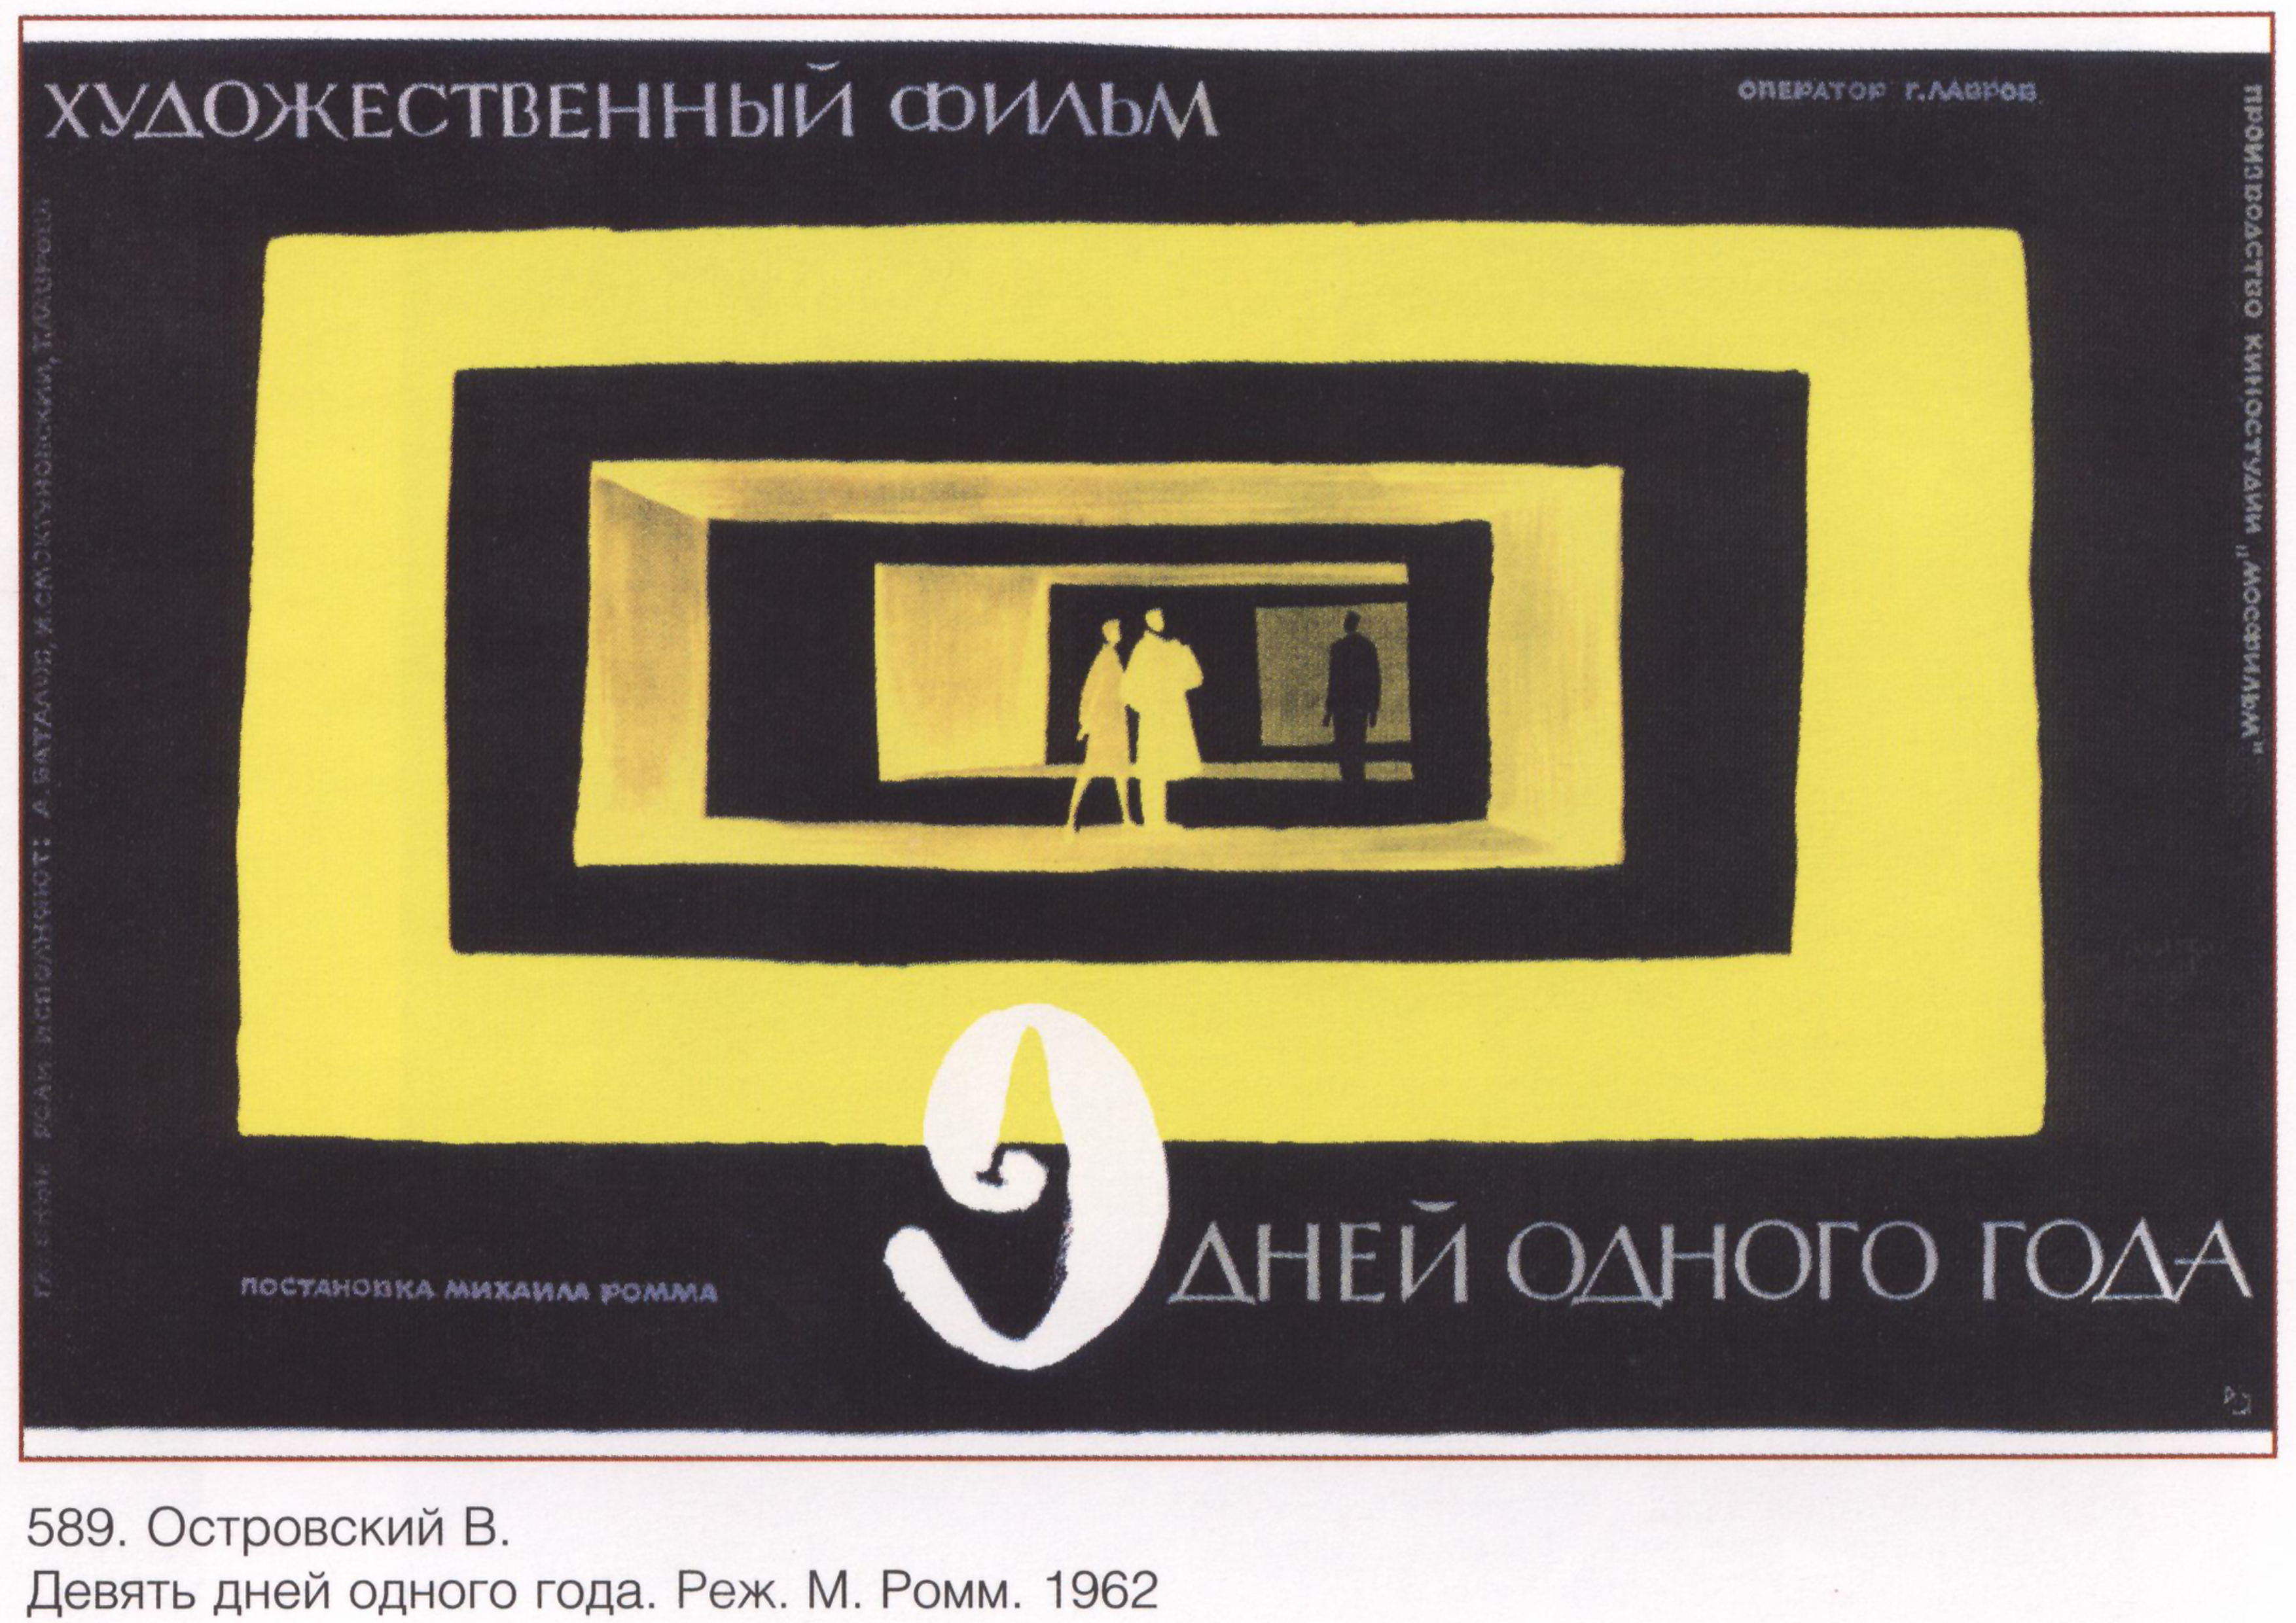 ХУДОЖЕСТВЕННЫЙ ФИЛЬМ
ОПЕРАТОР Г. ЛАВРОВ
ПРОИЗВОДСТВО КИНОСТУДИИ „МОСФИЛЬМ“
РОЛИ ИСПОЛНЯЮТ: А. БАТАЛОВ, И. СМОКТУНОВСКИЙ, Т. ЛАВРОВА
9 ДНЕЙ ОДНОГО ГОДА
ПОСТАНОВКА МИХАИЛА РОММА
589. Островский В.
Девять дней одного года. Реж. М. Ромм. 1962